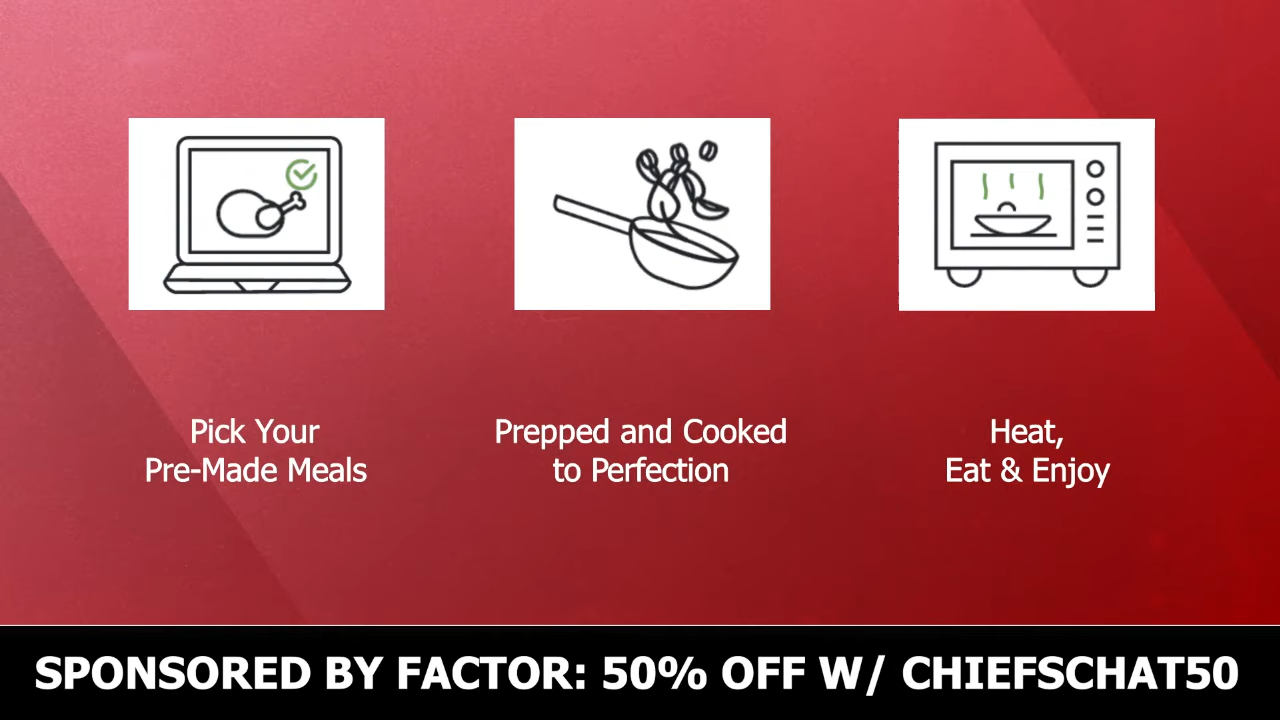 Pick Your
Pre-Made Meals
Prepped and Cooked
to Perfection
Heat,
Eat & Enjoy
SPONSORED BY FACTOR: 50% OFF W/ CHIEFSCHAT50